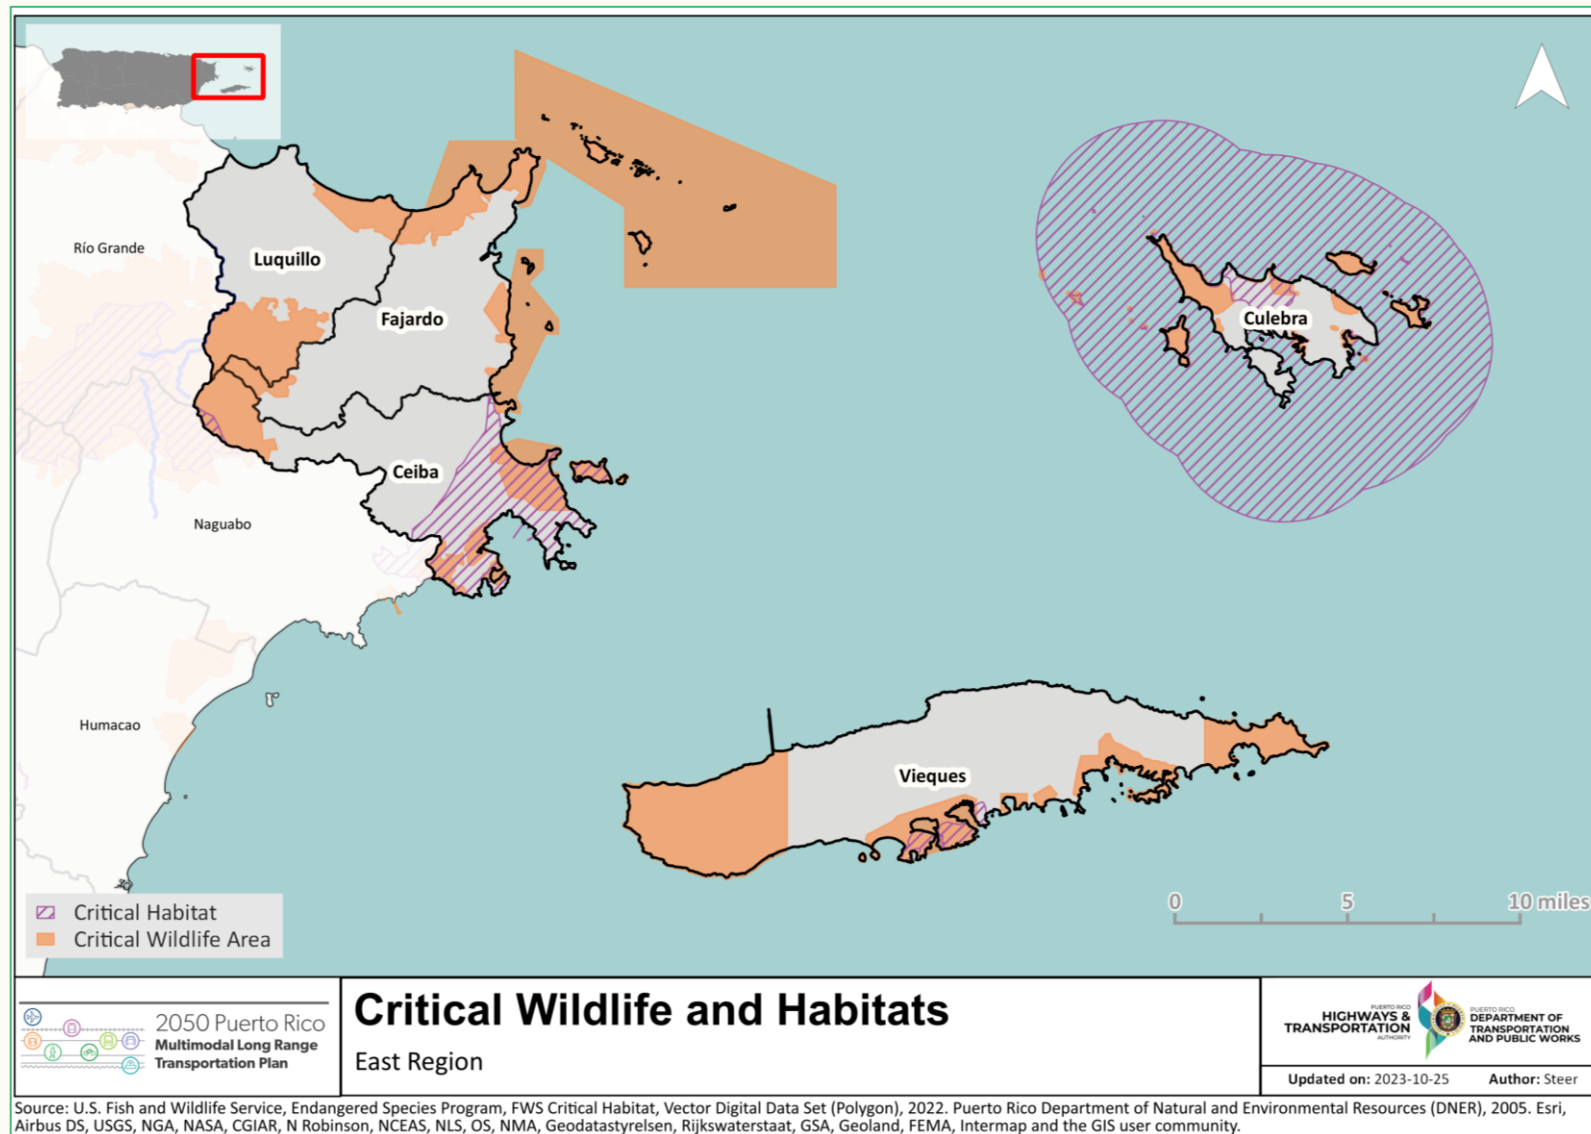 Río Grande
Luquillo
Fajardo
Culebra
Ceiba
Naguabo
Humacao
Vieques
0 5 10 miles
Critical Habitat
Critical Wildlife Area
2050 Puerto Rico
Multimodal Long Range
Transportation Plan
Critical Wildlife and Habitats
East Region
PUERTO RICO
HIGHWAYS &
TRANSPORTATION
AUTHORITY
PUERTO RICO
DEPARTMENT OF
TRANSPORTATION
AND PUBLIC WORKS
Updated on: 2023-10-25 Author: Steer
Source: U.S. Fish and Wildlife Service, Endangered Species Program, FWS Critical Habitat, Vector Digital Data Set (Polygon), 2022. Puerto Rico Department of Natural and Environmental Resources (DNER), 2005. Esri,
Airbus DS, USGS, NGA, NASA, CGIAR, N Robinson, NCEAS, NLS, OS, NMA, Geodatastyrelsen, Rijkswaterstaat, GSA, Geoland, FEMA, Intermap and the GIS user community.